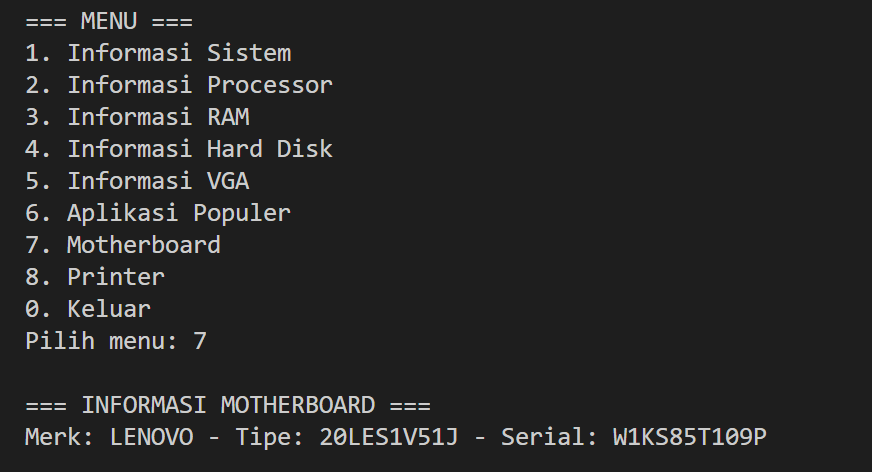 === MENU ===
1. Informasi Sistem
2. Informasi Processor
3. Informasi RAM
4. Informasi Hard Disk
5. Informasi VGA
6. Aplikasi Populer
7. Motherboard
8. Printer
0. Keluar
Pilih menu: 7
=== INFORMASI MOTHERBOARD ===
Merk: LENOVO - Tipe: 20LES1V51J - Serial: W1KS85T109P